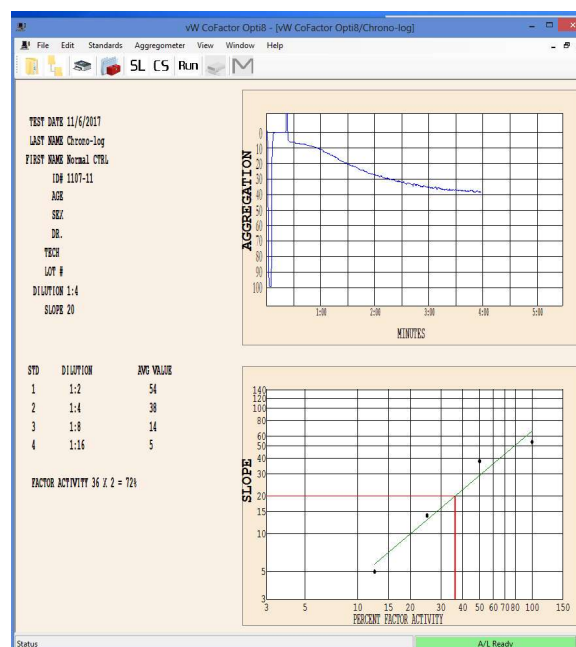 vW CoFactor Opti8 - [vW CoFactor Opti8/Chrono-log]
File Edit Standards Aggregometer View Window Help
SL CS Run
TEST DATE 11/6/2017
LAST NAME Chrono-log
FIRST NAME Normal CTRL
ID# 1107-11
AGE
SEX
DR.
TECH
LOT #
DILUTION 1:4
SLOPE 20
AGGREGATION
0
10
20
30
40
50
60
70
80
90
100
1:00 2:00 3:00 4:00 5:00
MINUTES
STD DILUTION AVG VALUE
1 1:2 54
2 1:4 38
3 1:8 14
4 1:16 5
FACTOR ACTIVITY 36 X 2 = 72%
SLOPE
140
120
100
80
60
50
40
30
20
15
10
5
3
3 5 10 15 20 30 40 50 60 70 80 100 150
PERCENT FACTOR ACTIVITY
Status A/L Ready